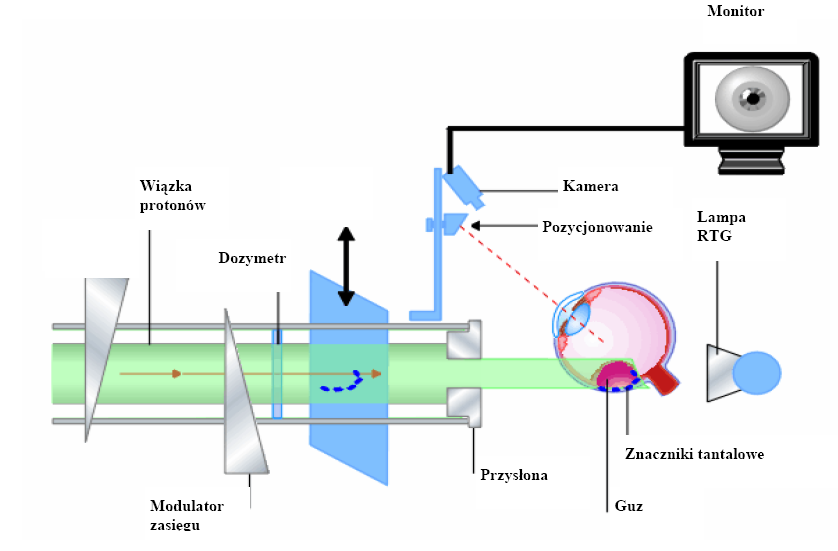 Monitor
Wiązka
protonów
Kamera
Pozycjonowanie
Lampa
RTG
Dozymetr
Znaczniki tantalowe
Przysłona
Guz
Modulator
zasięgu